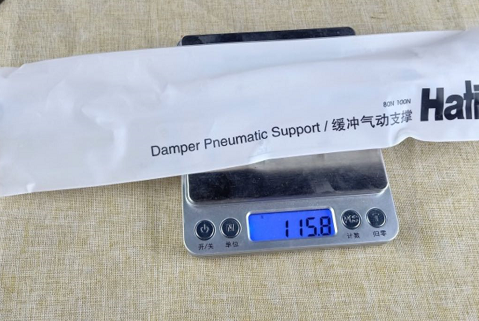 80N 100N
Hati
Damper Pneumatic Support / 缓冲气动支撑
115.8
开/关
单位
计数
归零